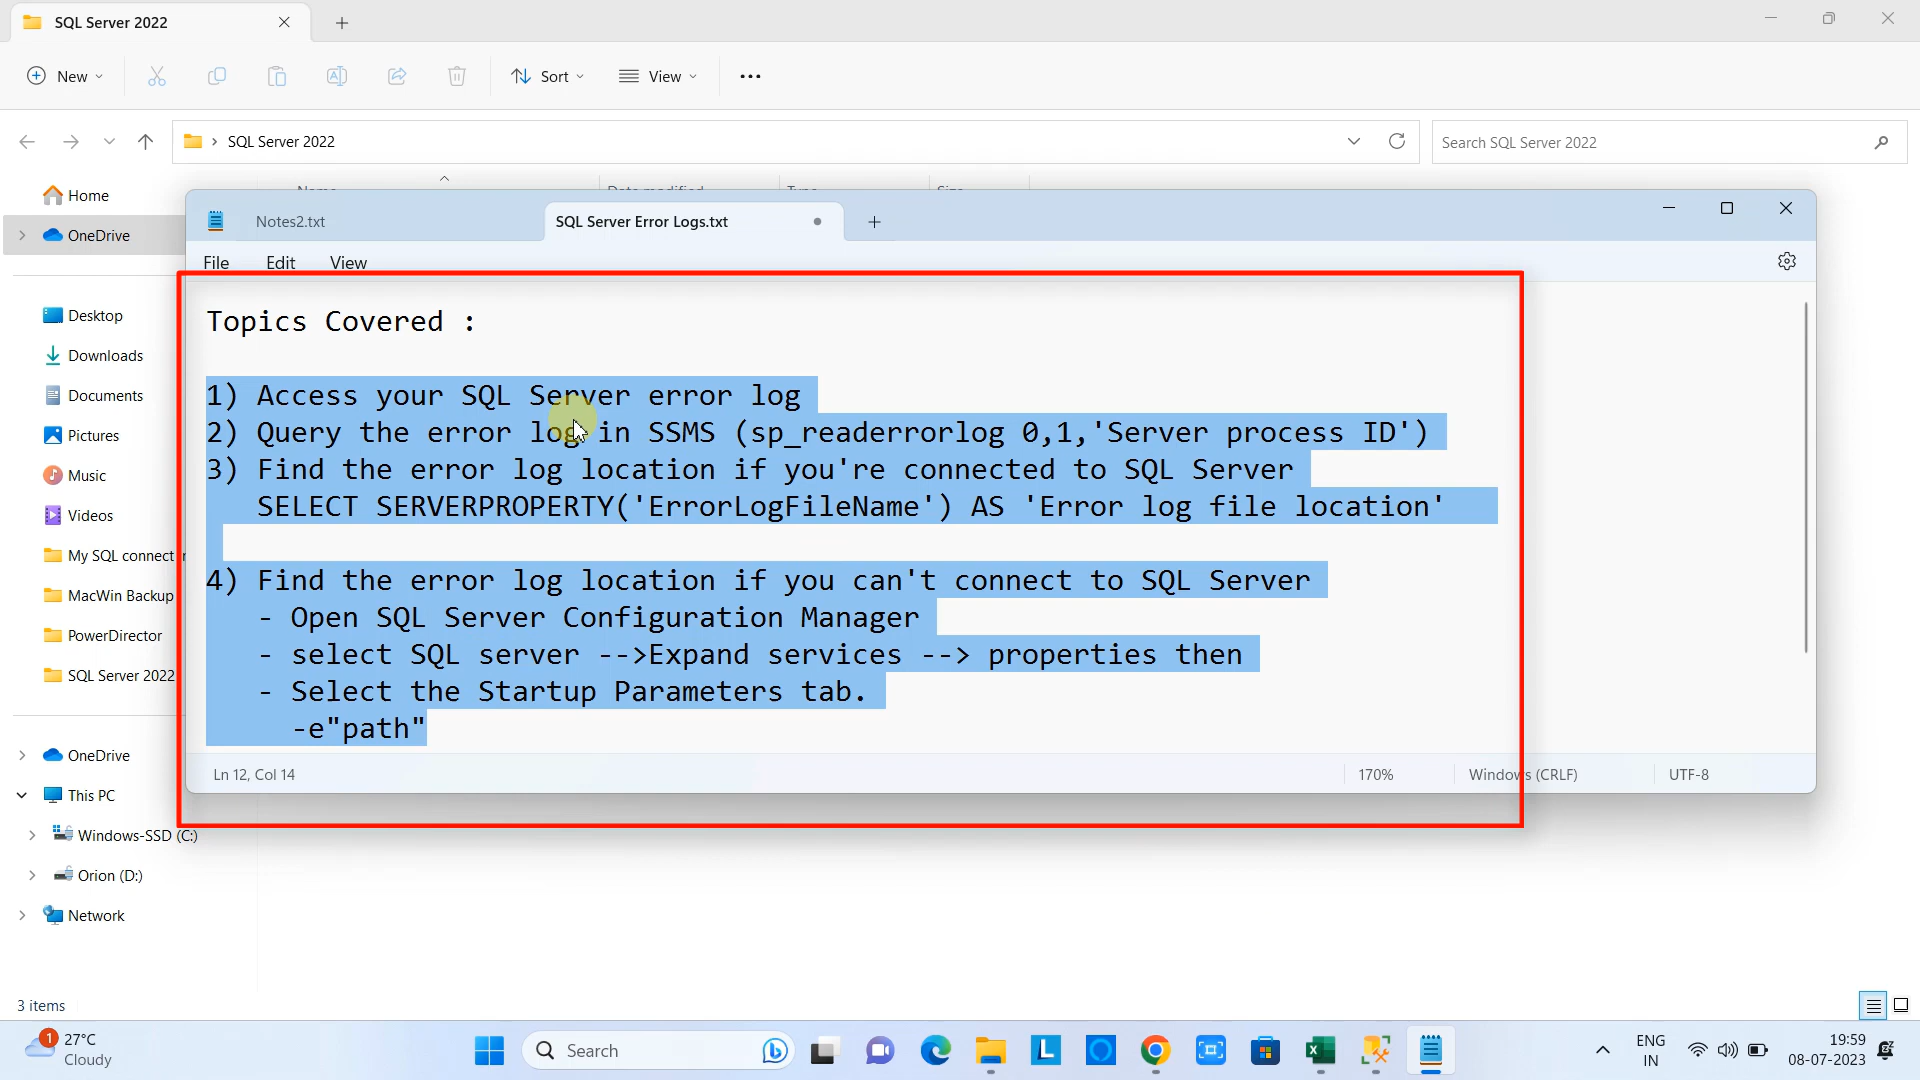 SQL Server 2022
New
Sort
View
SQL Server 2022
Search SQL Server 2022
Home
OneDrive
Desktop
Downloads
Documents
Pictures
Music
Videos
My SQL connect
MacWin Backup
PowerDirector
SQL Server 2022
OneDrive
This PC
Windows-SSD (C:)
Orion (D:)
Network
3 items
Notes2.txt
SQL Server Error Logs.txt
File Edit View
Topics Covered :
1) Access your SQL Server error log
2) Query the error log in SSMS (sp_readerrorlog 0,1,'Server process ID')
3) Find the error log location if you're connected to SQL Server
SELECT SERVERPROPERTY('ErrorLogFileName') AS 'Error log file location'
4) Find the error log location if you can't connect to SQL Server
- Open SQL Server Configuration Manager
- select SQL server -->Expand services --> properties then
- Select the Startup Parameters tab.
-e"path"
Ln 12, Col 14
170%
Windows (CRLF)
UTF-8
1
27°C
Cloudy
Search
ENG
IN
19:59
08-07-2023